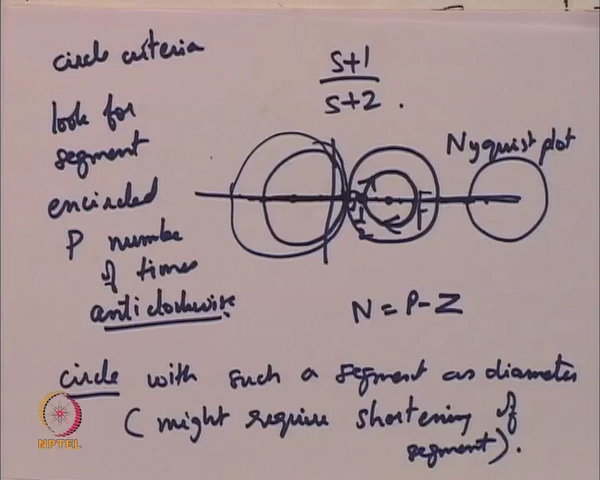 circle criteria
look for
segment
encircled
P number
of times
anticlockwise
S+1
S+2
Nyquist plot
N = P - Z
circle with such a segment as diameter
( might require shortening of
segment).
NPTEL